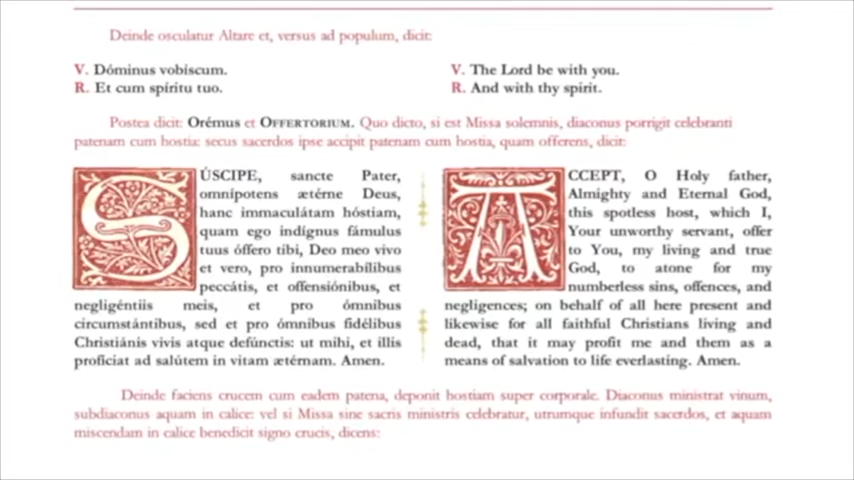 Deinde osculatur Altare et, versus ad populum, dicit:
V. Dóminus vobiscum.
R. Et cum spíritu tuo.
V. The Lord be with you.
R. And with thy spirit.
Postea dicit: Orémus et OFFERTORIUM. Quo dicto, si est Missa solemnis, diaconus porrigit celebranti
patenam cum hostia: secus sacerdos ipse accipit patenam cum hostia, quam offerens, dicit:
SÚSCIPE, sancte Pater,
omnípotens ætérne Deus,
hanc immaculátam hóstiam,
quam ego indígnus fámulus
tuus óffero tibi, Deo meo vivo
et vero, pro innumerabílibus
peccátis, et offensiónibus, et
negligéntiis meis, et pro ómnibus
circumstántibus, sed et pro ómnibus fidélibus
Christiánis vivis atque defúnctis: ut mihi, et illis
profíciat ad salútem in vitam ætérnam. Amen.
ACCEPT, O Holy father,
Almighty and Eternal God,
this spotless host, which I,
Your unworthy servant, offer
to You, my living and true
God, to atone for my
numberless sins, offences, and
negligences; on behalf of all here present and
likewise for all faithful Christians living and
dead, that it may profit me and them as a
means of salvation to life everlasting. Amen.
Deinde faciens crucem cum eadem patena, deponit hostiam super corporale. Diaconus ministrat vinum,
subdiaconus aquam in calice: vel si Missa sine sacris ministris celebratur, utrumque infundit sacerdos, et aquam
miscendam in calice benedicit signo crucis, dicens: